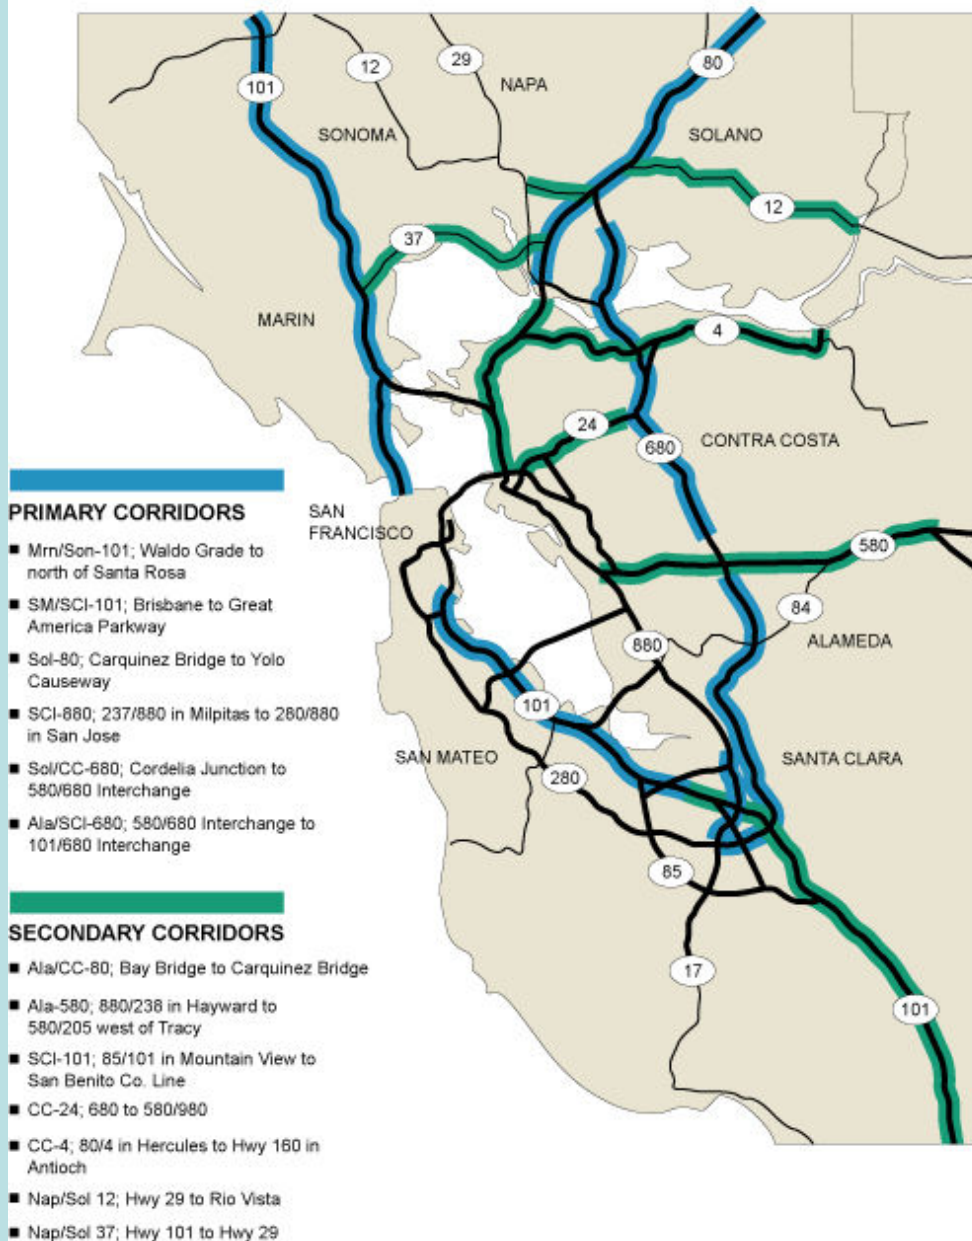 101
12
29
NAPA
80
SONOMA
SOLANO
12
37
MARIN
4
24
CONTRA COSTA
680
SAN
FRANCISCO
580
84
ALAMEDA
880
101
SAN MATEO
280
SANTA CLARA
85
17
101
PRIMARY CORRIDORS
■ Mrn/Son-101; Waldo Grade to
north of Santa Rosa
■ SM/SCl-101; Brisbane to Great
America Parkway
■ Sol-80; Carquinez Bridge to Yolo
Causeway
■ SCl-880; 237/880 in Milpitas to 280/880
in San Jose
■ Sol/CC-680; Cordelia Junction to
580/680 Interchange
■ Ala/SCl-680; 580/680 Interchange to
101/680 Interchange
SECONDARY CORRIDORS
■ Ala/CC-80; Bay Bridge to Carquinez Bridge
■ Ala-580; 880/238 in Hayward to
580/205 west of Tracy
■ SCl-101; 85/101 in Mountain View to
San Benito Co. Line
■ CC-24; 680 to 580/980
■ CC-4; 80/4 in Hercules to Hwy 160 in
Antioch
■ Nap/Sol 12; Hwy 29 to Rio Vista
■ Nap/Sol 37; Hwy 101 to Hwy 29